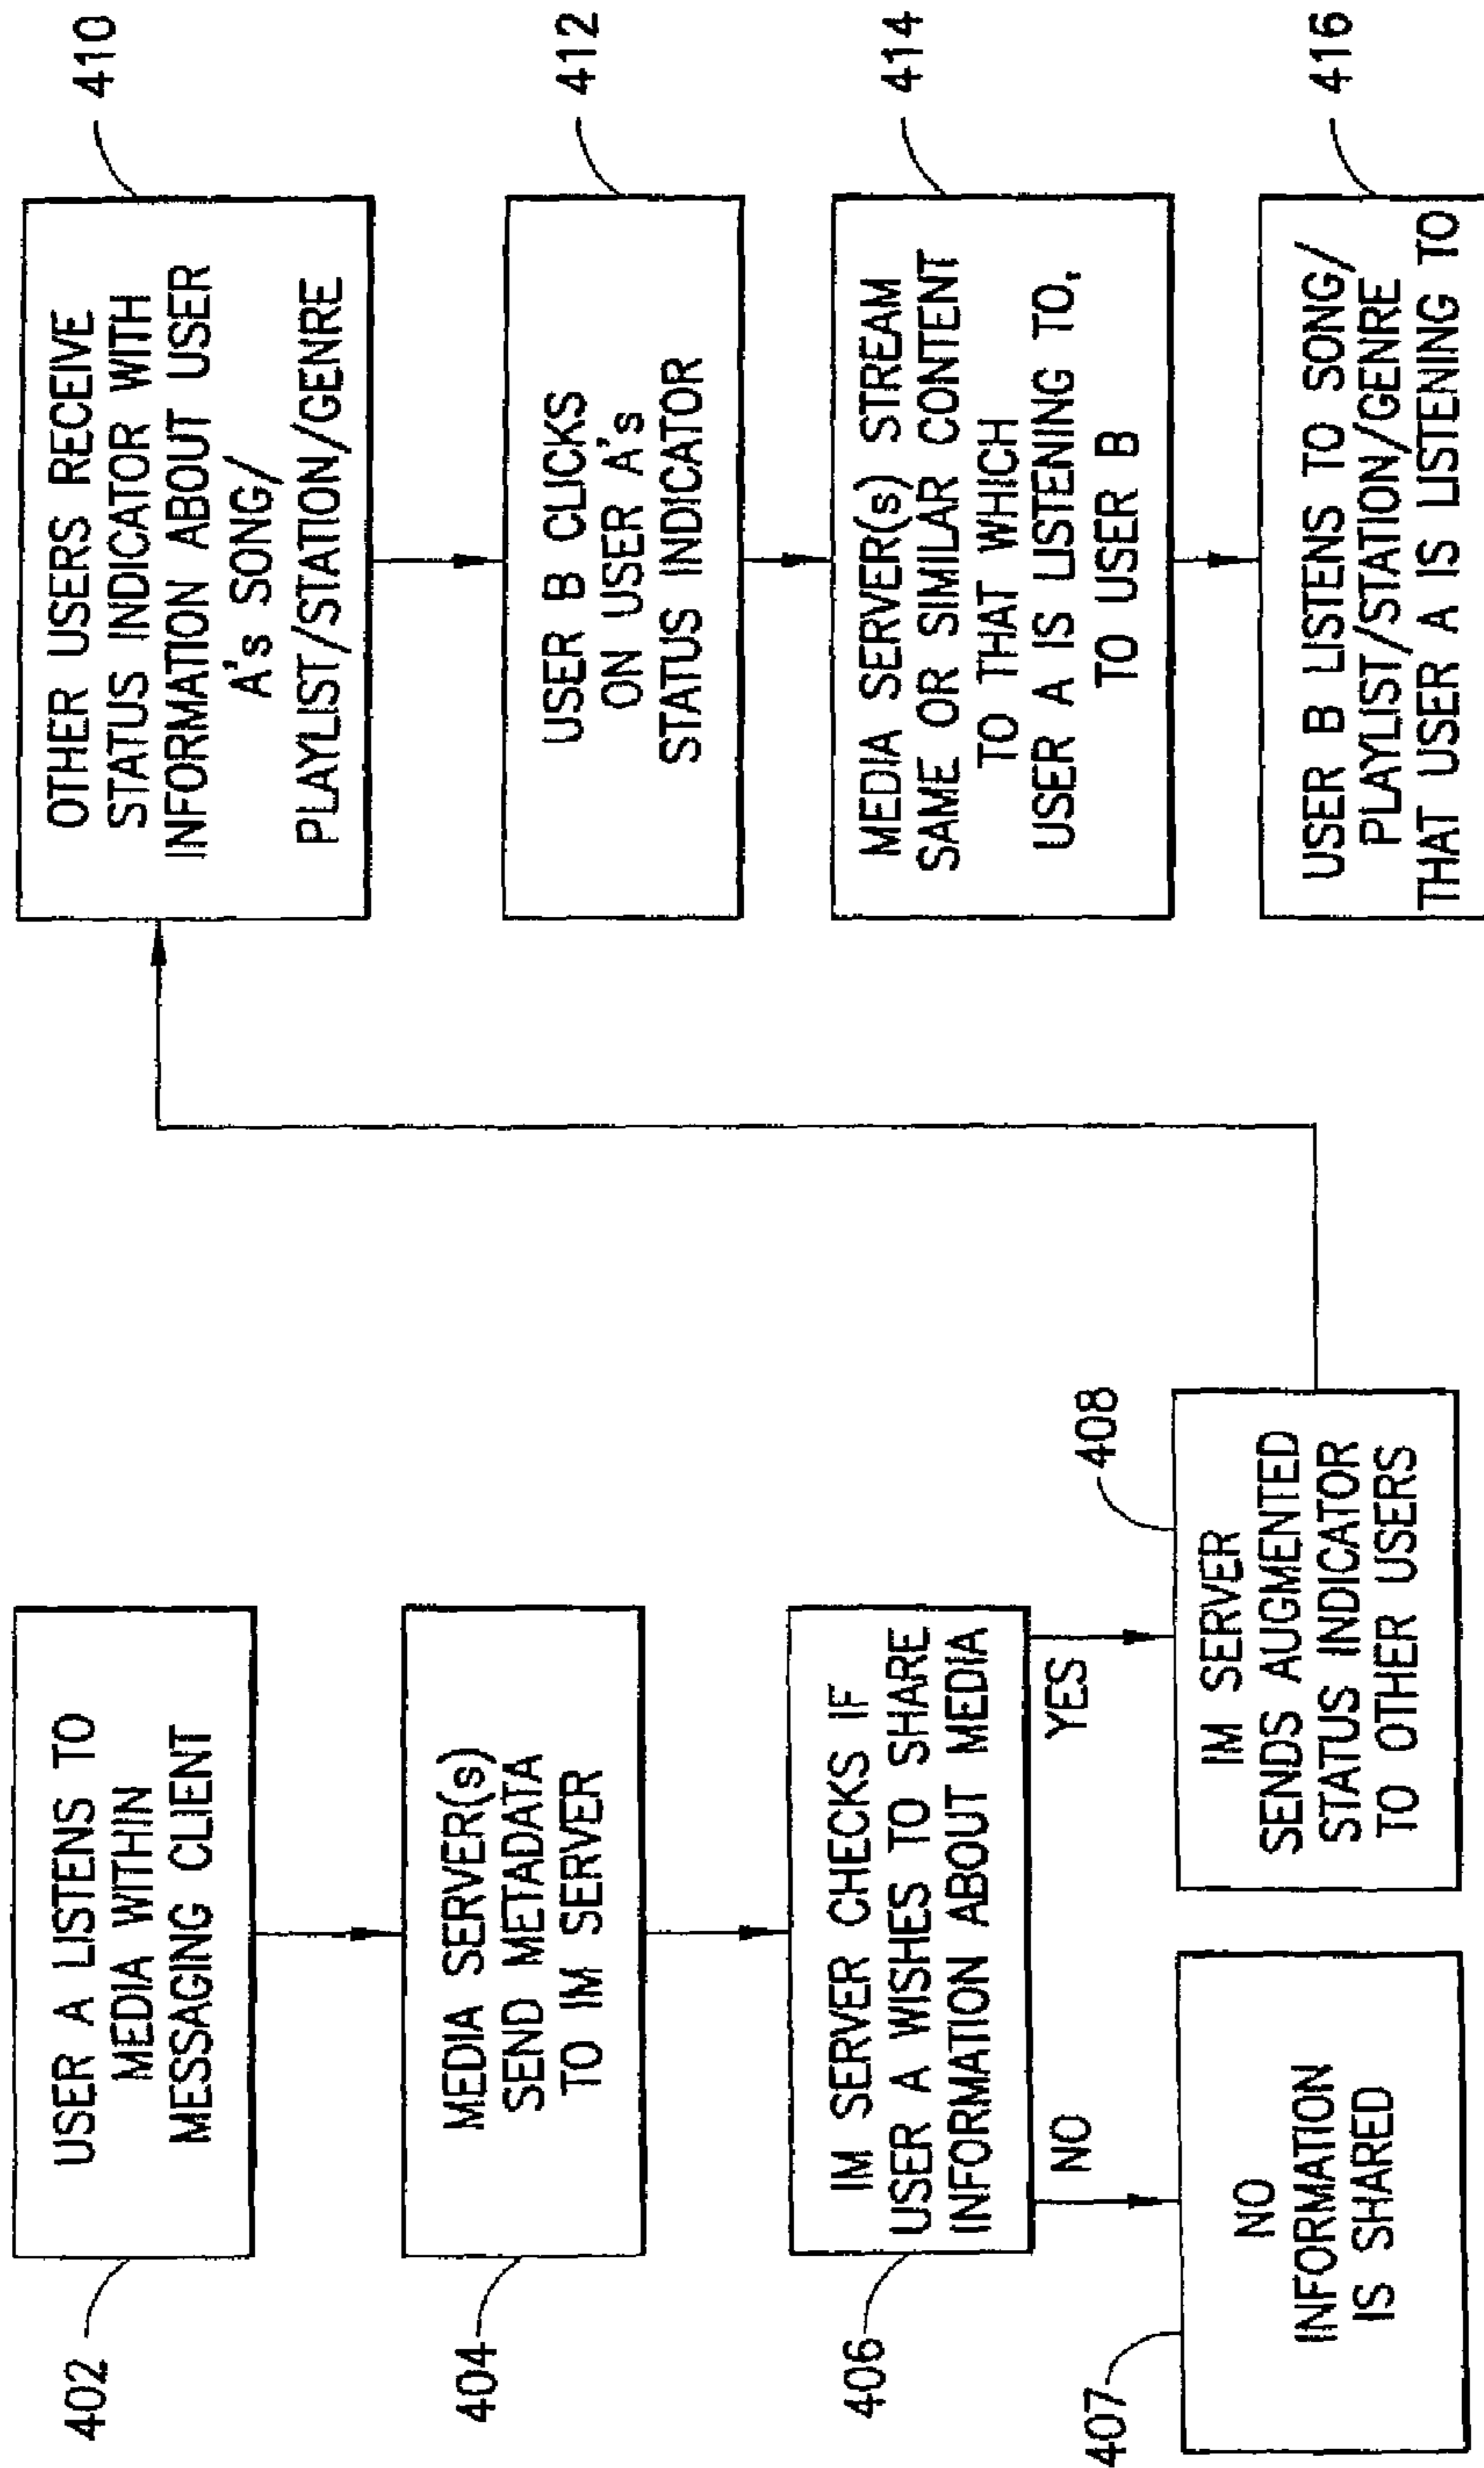 402
USER A LISTENS TO
MEDIA WITHIN
MESSAGING CLIENT
404
MEDIA SERVER(s)
SEND METADATA
TO IM SERVER
406
IM SERVER CHECKS IF
USER A WISHES TO SHARE
INFORMATION ABOUT MEDIA
NO
YES
407
NO
INFORMATION
IS SHARED
408
IM SERVER
SENDS AUGMENTED
STATUS INDICATOR
TO OTHER USERS
410
OTHER USERS RECEIVE
STATUS INDICATOR WITH
INFORMATION ABOUT USER
A's SONG/
PLAYLIST/STATION/GENRE
412
USER B CLICKS
ON USER A's
STATUS INDICATOR
414
MEDIA SERVER(s) STREAM
SAME OR SIMILAR CONTENT
TO THAT WHICH
USER A IS LISTENING TO,
TO USER B
416
USER B LISTENS TO SONG/
PLAYLIST/STATION/GENRE
THAT USER A IS LISTENING TO